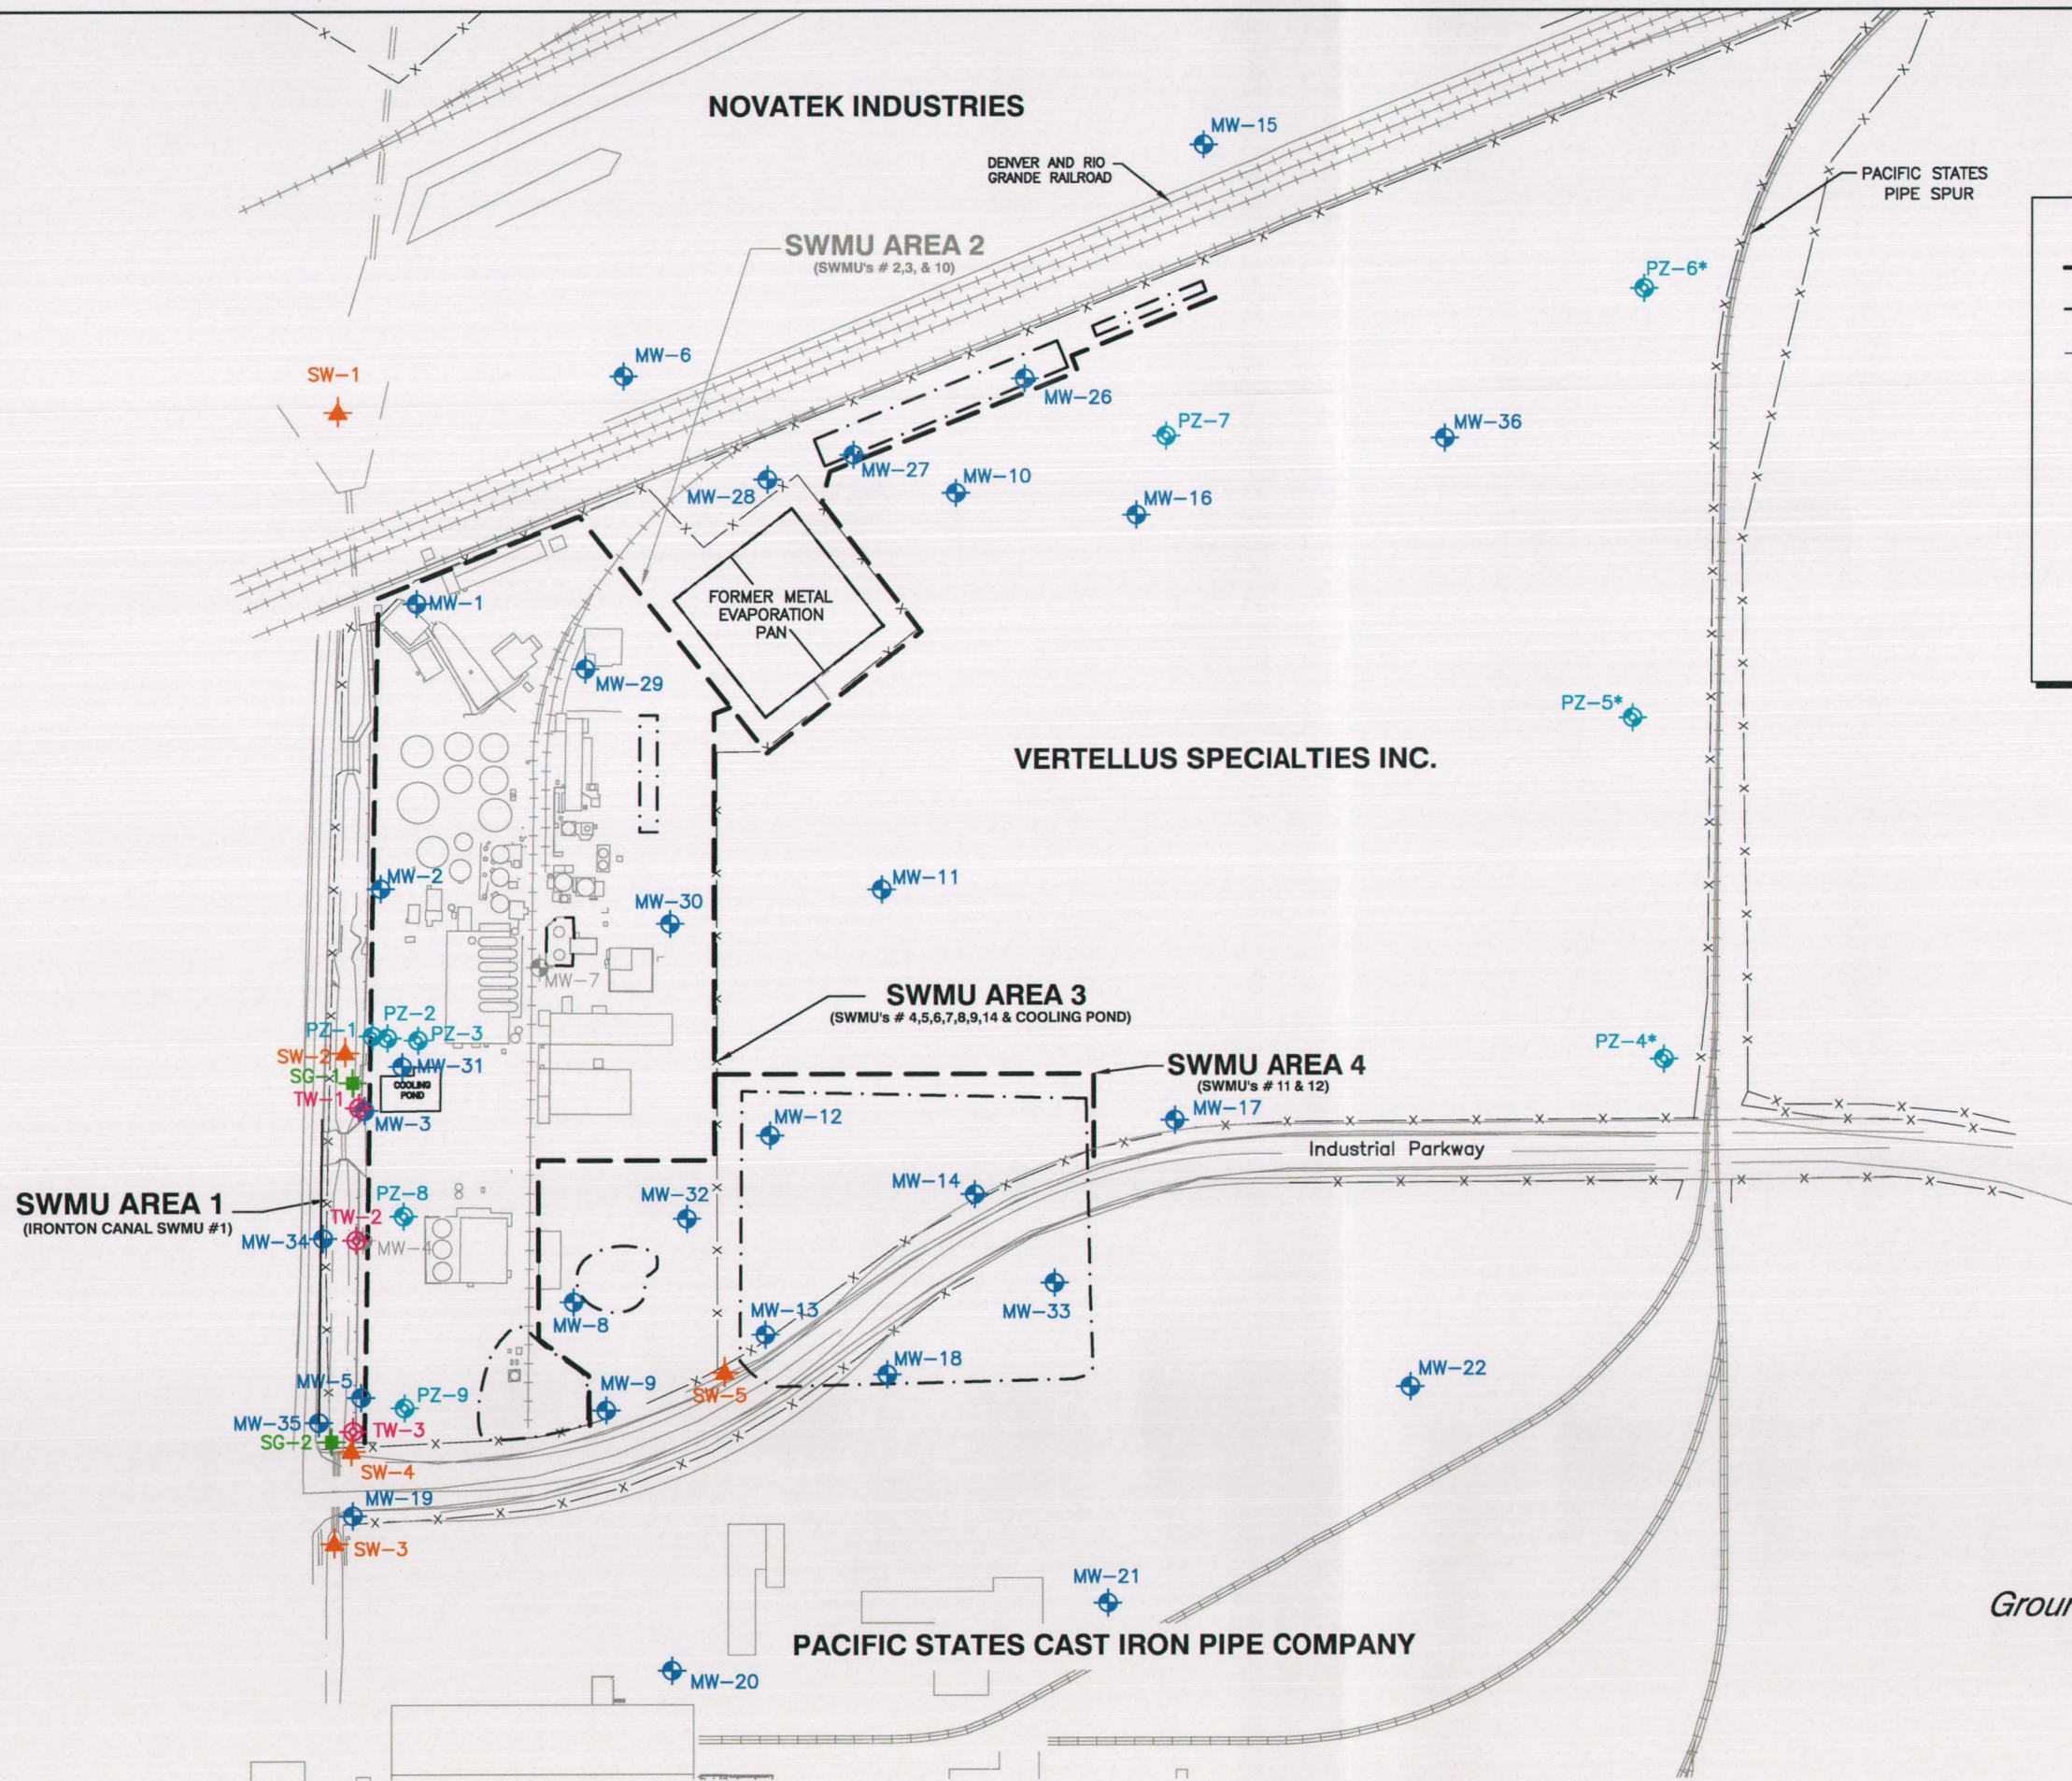 NOVATEK INDUSTRIES
MW-15
DENVER AND RIO
GRANDE RAILROAD
PACIFIC STATES
PIPE SPUR
SWMU AREA 2
(SWMU's # 2,3, & 10)
PZ-6*
MW-6
SW-1
MW-26
PZ-7
MW-36
MW-27
MW-10
MW-28
MW-16
FORMER METAL
EVAPORATION
PAN
MW-1
MW-29
PZ-5*
VERTELLUS SPECIALTIES INC.
MW-2
MW-11
MW-30
MW-7
SWMU AREA 3
(SWMU's # 4,5,6,7,8,9,14 & COOLING POND)
PZ-2
PZ-1
PZ-3
PZ-4*
SW-2
MW-31
SWMU AREA 4
(SWMU's # 11 & 12)
SG-1
COOLING
POND
TW-1
MW-3
MW-12
MW-17
Industrial Parkway
MW-14
SWMU AREA 1
(IRONTON CANAL SWMU #1)
PZ-8
MW-32
TW-2
MW-34
MW-4
MW-33
MW-13
MW-8
MW-18
MW-22
MW-5
PZ-9
MW-9
SW-5
MW-35
TW-3
SG-2
SW-4
MW-19
SW-3
MW-21
Groun
PACIFIC STATES CAST IRON PIPE COMPANY
MW-20